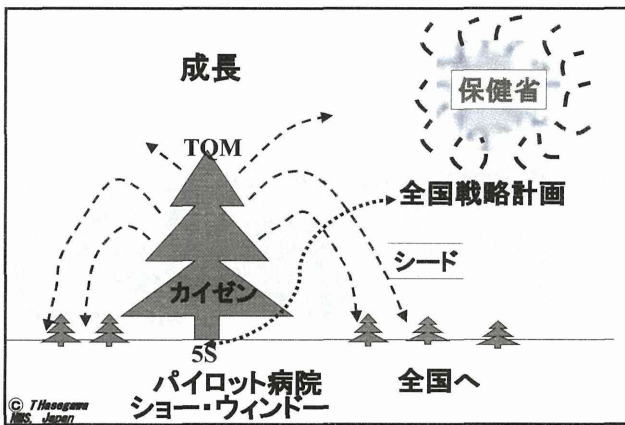 成長
保健省
TQM
全国戦略計画
シード
カイゼン
5S
パイロット病院
ショー・ウィンドー
全国へ
© T Hasegawa
NMS, Japan